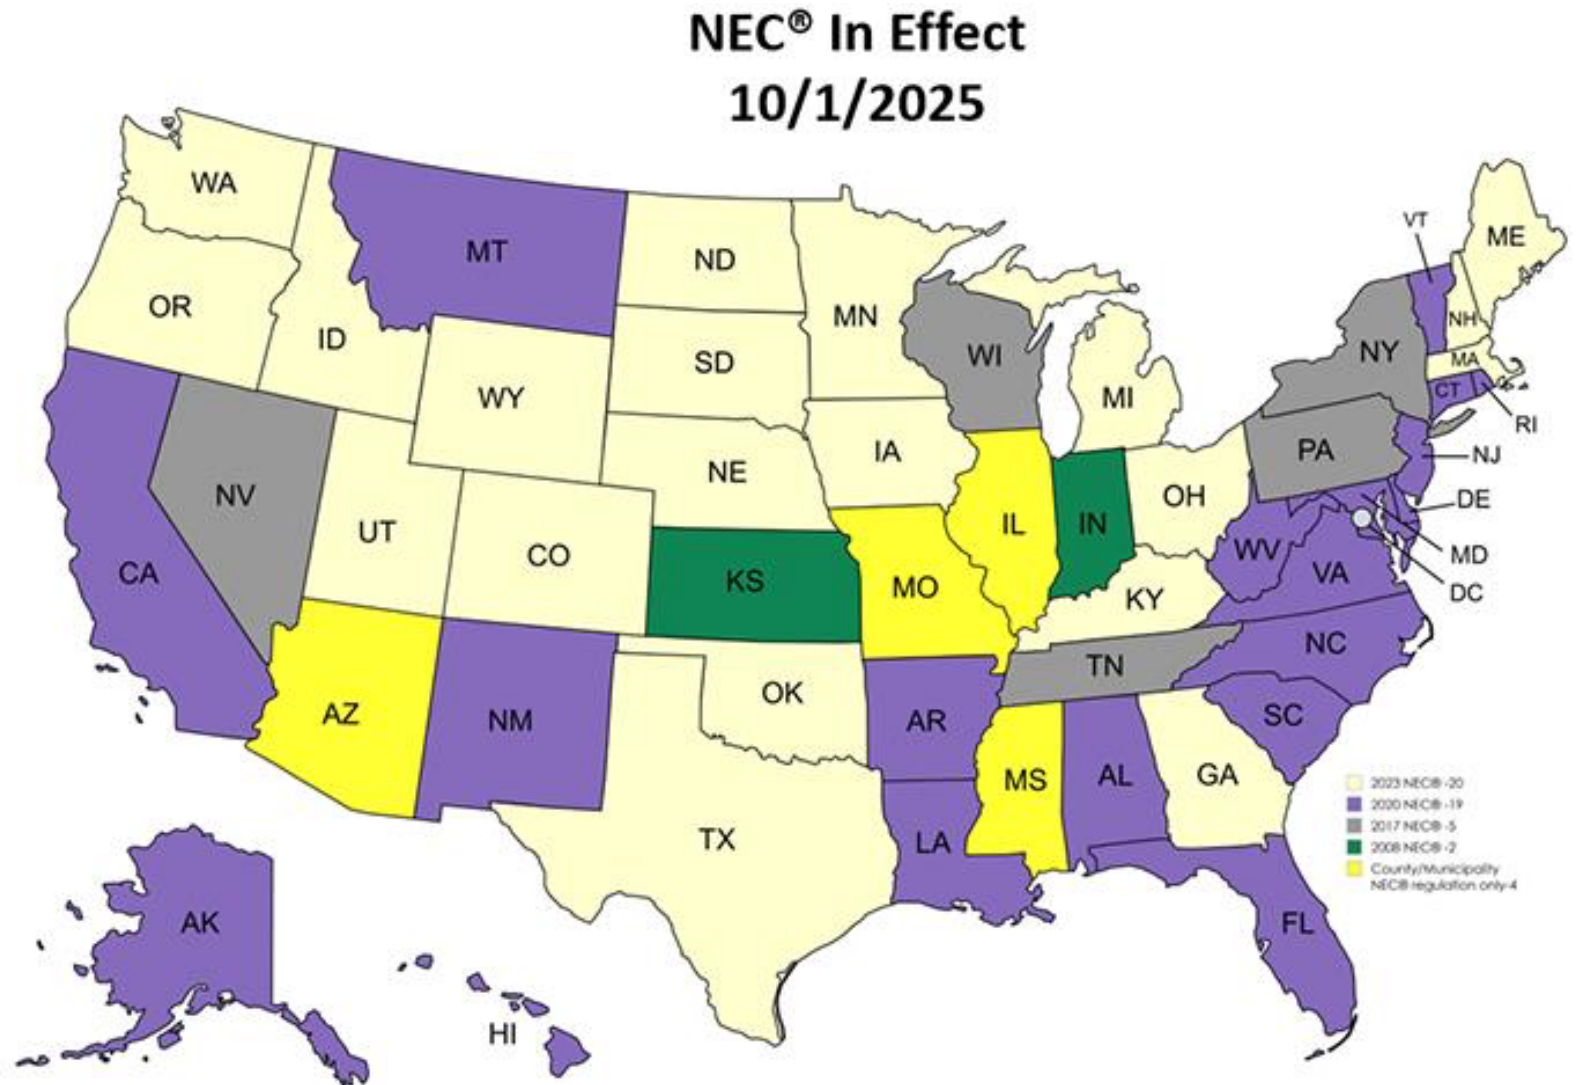 NEC® In Effect
10/1/2025
WA
MT
ND
MN
VT
ME
OR
ID
SD
WI
NY
NH
MA
CT
RI
WY
MI
IA
NE
PA
NJ
NV
OH
DE
UT
CO
IL
IN
WV
MD
CA
KS
MO
KY
VA
DC
NC
TN
OK
AZ
NM
AR
SC
MS
AL
GA
TX
LA
FL
AK
HI
2023 NEC® -20
2020 NEC® -19
2017 NEC® -5
2008 NEC® -2
County/Municipality
NEC® regulation only-4